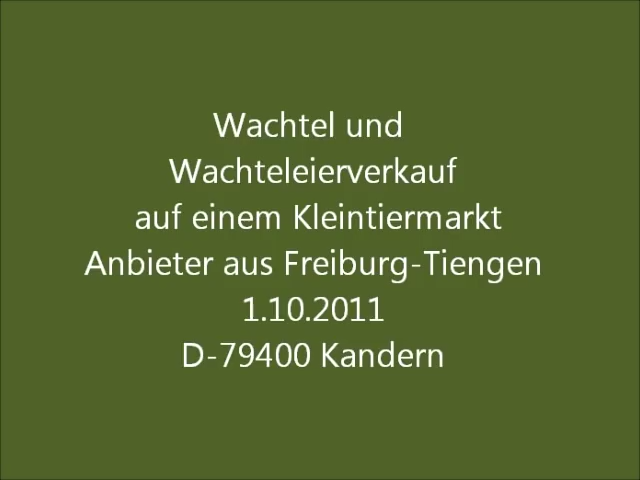 Wachtel und
Wachteleierverkauf
auf einem Kleintiermarkt
Anbieter aus Freiburg-Tiengen
1.10.2011
D-79400 Kandern